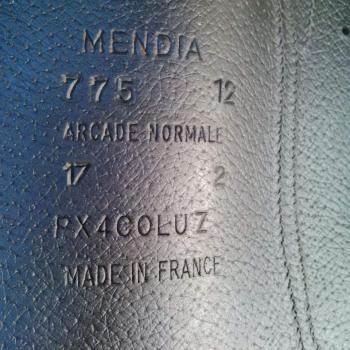 MENDIA
775 12
ARCADE NORMALE
17 2
PX4COLUZ
MADE IN FRANCE